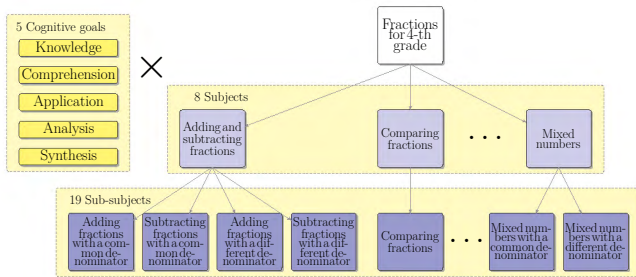 5 Cognitive goals
Knowledge
Comprehension
Application
Analysis
Synthesis
×
Fractions
for 4-th
grade
8 Subjects
Adding and
subtracting
fractions
Comparing
fractions
• • •
Mixed
numbers
19 Sub-subjects
Adding
fractions
with a com-
mon de-
nominator
Subtracting
fractions
with a com-
mon de-
nominator
Adding
fractions
with a dif-
ferent de-
nominator
Subtracting
fractions
with a dif-
ferent de-
nominator
Comparing
fractions
• • •
Mixed num-
bers with a
common de-
nominator
Mixed num-
bers with a
different de-
nominator